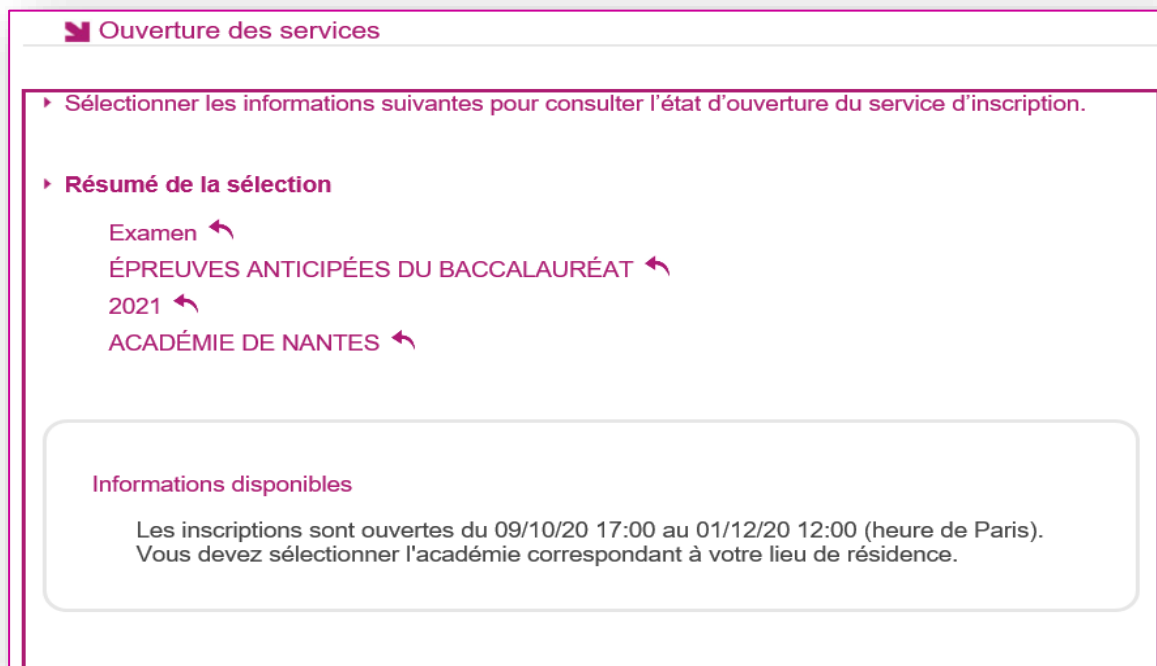 Ouverture des services
Sélectionner les informations suivantes pour consulter l'état d'ouverture du service d'inscription.
Résumé de la sélection
Examen
ÉPREUVES ANTICIPÉES DU BACCALAURÉAT
2021
ACADÉMIE DE NANTES
Informations disponibles
Les inscriptions sont ouvertes du 09/10/20 17:00 au 01/12/20 12:00 (heure de Paris).
Vous devez sélectionner l'académie correspondant à votre lieu de résidence.